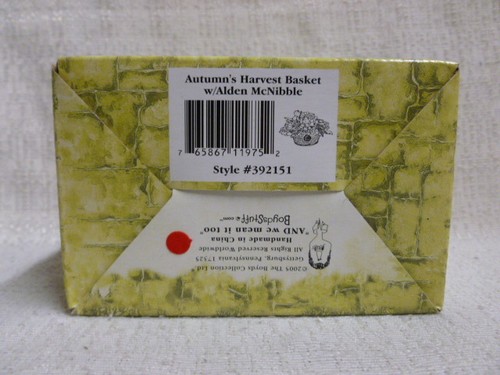 Autumn's Harvest Basket
w/Alden McNibble
7 65867 11975 2
Style #392151
©2005 The Boyds Collection Ltd®
Gettysburg, Pennsylvania 17325
All Rights Reserved Worldwide
Handmade in China
"AND we mean it too"
BoydsStuff.com™